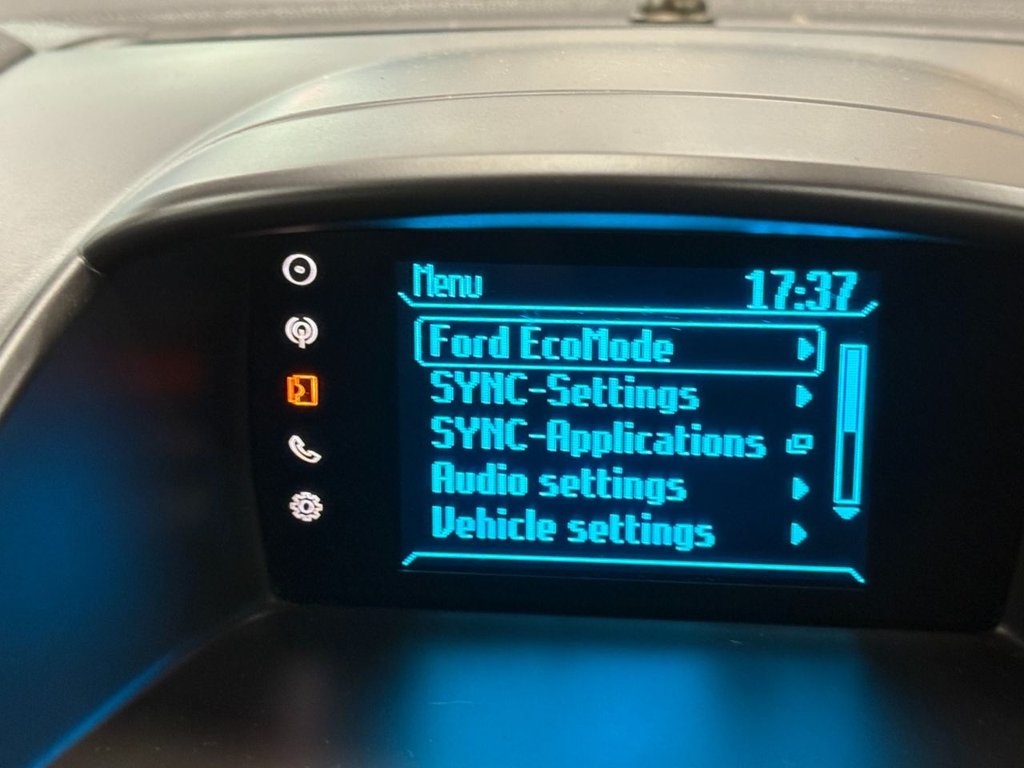 Menu 17:37
Ford EcoMode
SYNC-Settings
SYNC-Applications
Audio settings
Vehicle settings